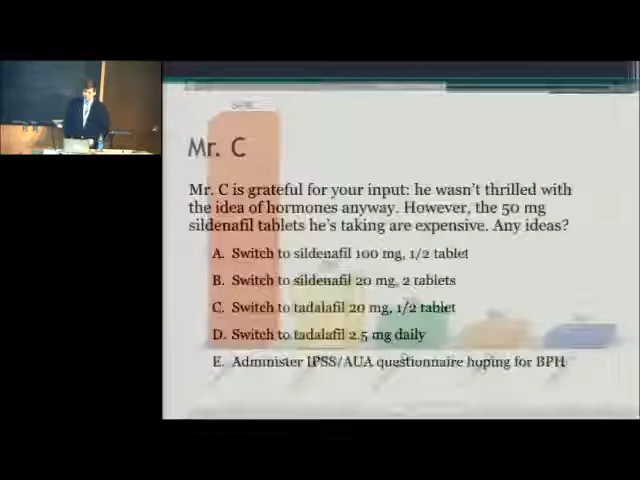 Mr. C
Mr. C is grateful for your input: he wasn't thrilled with
the idea of hormones anyway. However, the 50 mg
sildenafil tablets he's taking are expensive. Any ideas?
A. Switch to sildenafil 100 mg, 1/2 tablet
B. Switch to sildenafil 20 mg, 2 tablets
C. Switch to tadalafil 20 mg, 1/2 tablet
D. Switch to tadalafil 2.5 mg daily
E. Administer IPSS/AUA questionnaire hoping for BPH